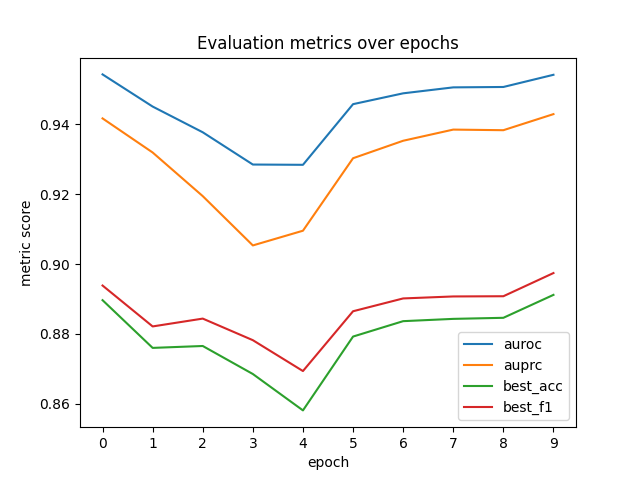 Evaluation metrics over epochs
metric score
0.94
0.92
0.90
0.88
0.86
0 1 2 3 4 5 6 7 8 9
epoch
auroc
auprc
best_acc
best_f1